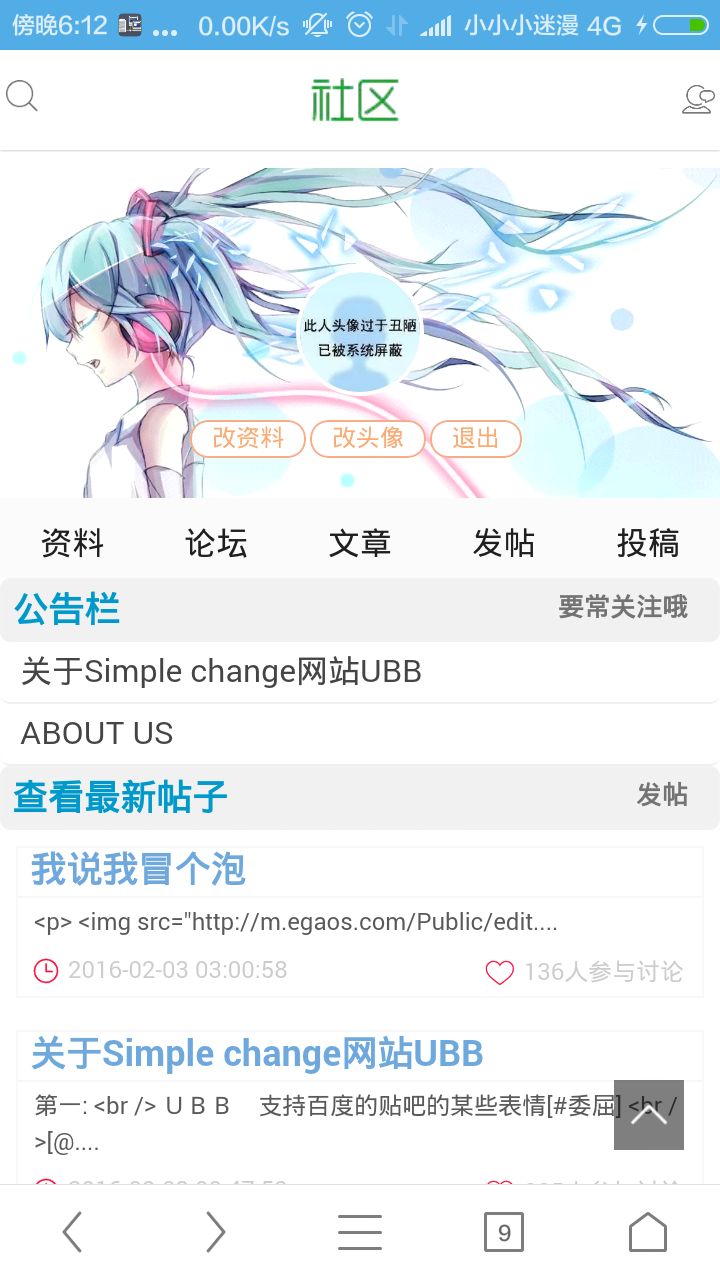 傍晚6:12 ... 0.00K/s 小小小迷漫 4G
社区
此人头像过于丑陋
已被系统屏蔽
改资料 改头像 退出
资料 论坛 文章 发帖 投稿
公告栏 要常关注哦
关于Simple change网站UBB
ABOUT US
查看最新帖子 发帖
我说我冒个泡
<p> <img src="http://m.egaos.com/Public/edit....
2016-02-03 03:00:58 136人参与讨论
关于Simple change网站UBB
第一: <br /> ＵＢＢ　支持百度的贴吧的某些表情[#委屈] <br /
>[@....
9